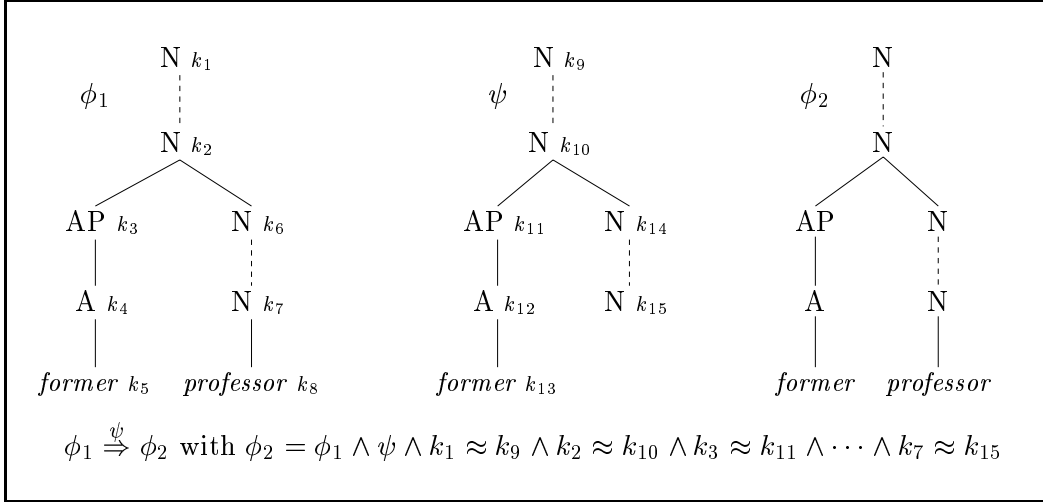 N k₁ N k₉ N
ϕ₁ ψ ϕ₂
N k₂ N k₁₀ N
AP k₃ N k₆ AP k₁₁ N k₁₄ AP N
A k₄ N k₇ A k₁₂ N k₁₅ A N
former k₅ professor k₈ former k₁₃ former professor
ϕ₁ ⇒^ψ ϕ₂ with ϕ₂ = ϕ₁ ∧ ψ ∧ k₁ ≈ k₉ ∧ k₂ ≈ k₁₀ ∧ k₃ ≈ k₁₁ ∧ ⋯ ∧ k₇ ≈ k₁₅